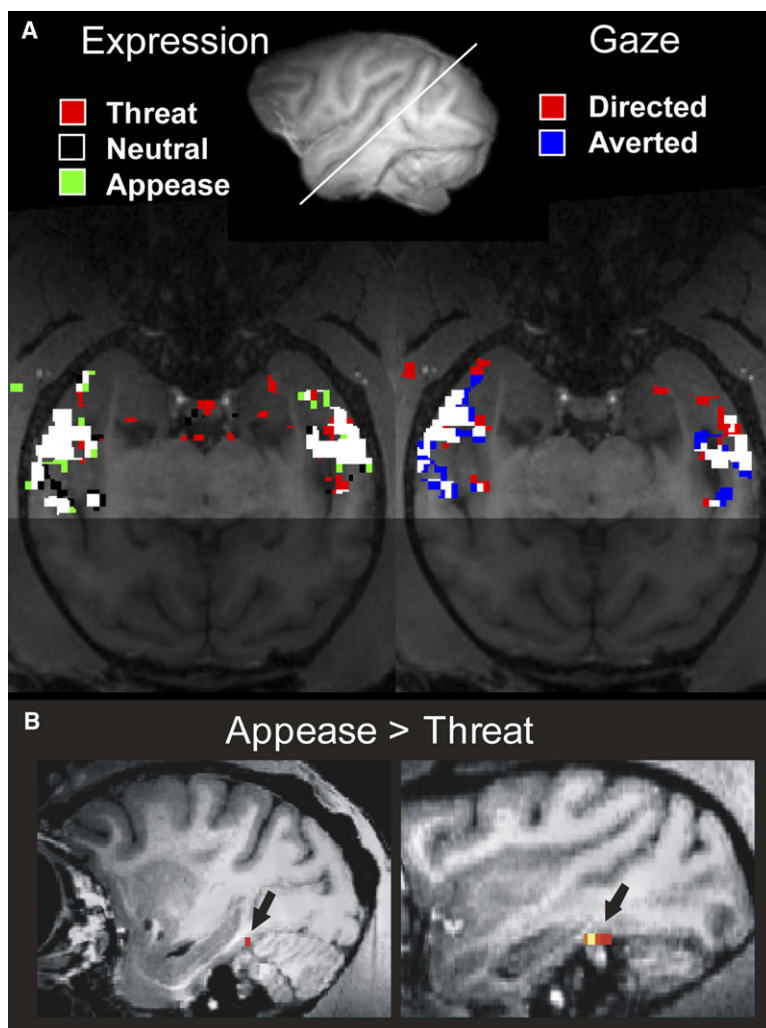 A
Expression
Gaze
Threat
Neutral
Appease
Directed
Averted
B
Appease > Threat